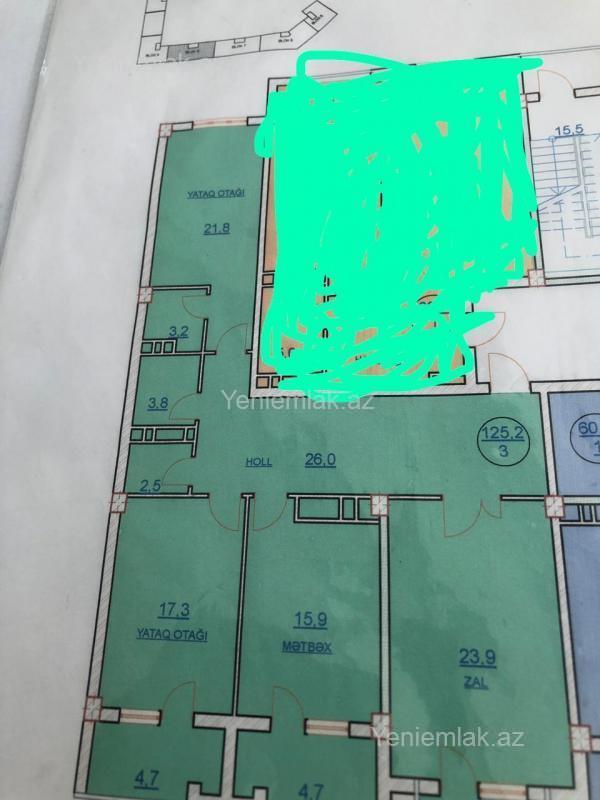 15,5
YATAQ OTAĞI
21.8
3.2
3.8
Yeniemlak.az
HOLL 26,0
125,2
3
60
1
2,5
17,3
YATAQ OTAĞI
15,9
MƏTBƏX
23.9
ZAL
Yeniemlak.az
4,7
4,7